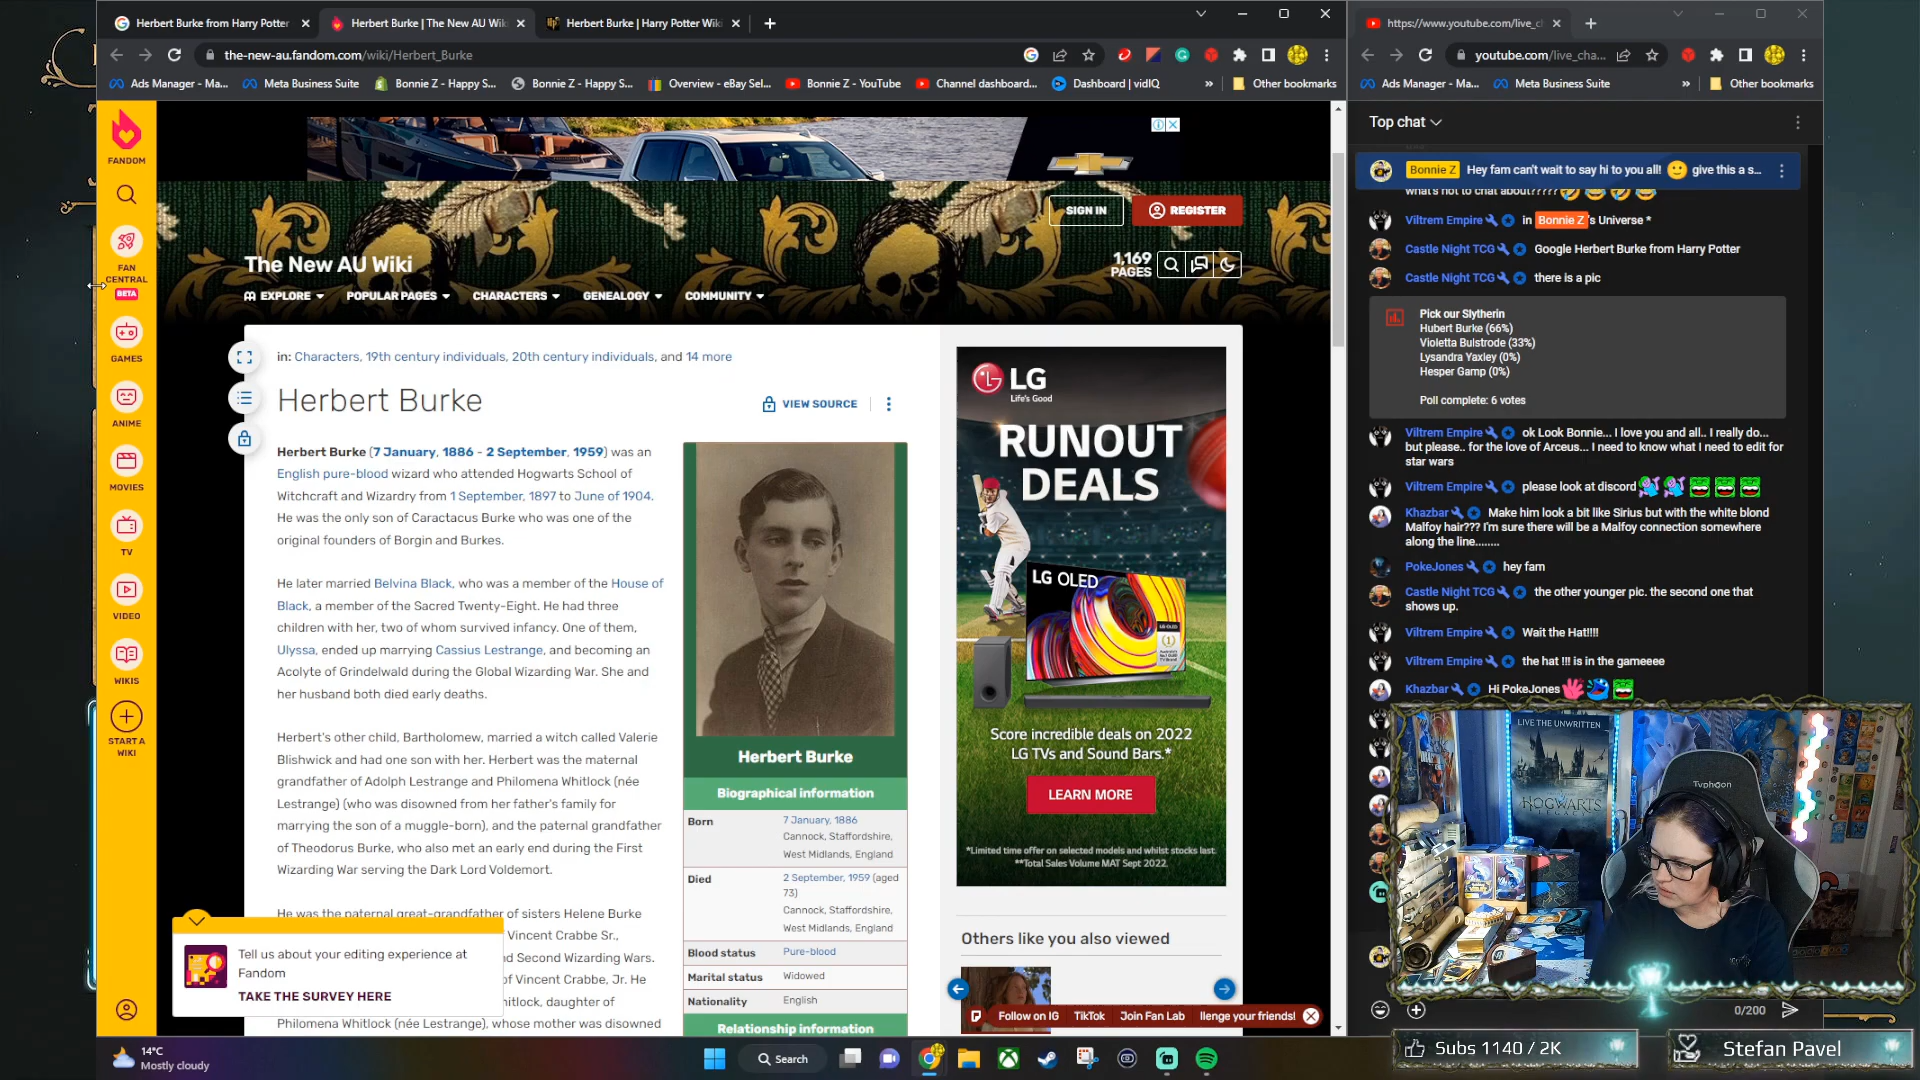 Herbert Burke from Harry Potter
Herbert Burke | The New AU Wiki
Herbert Burke | Harry Potter Wiki
the-new-au.fandom.com/wiki/Herbert_Burke
Ads Manager - Ma...
Meta Business Suite
Bonnie Z - Happy S...
Bonnie Z - Happy S...
Overview - eBay Sel...
Bonnie Z - YouTube
Channel dashboard...
Dashboard | vidIQ
Other bookmarks
FANDOM
FAN CENTRAL
BETA
GAMES
ANIME
MOVIES
TV
VIDEO
WIKIS
START A
WIKI
SIGN IN
REGISTER
The New AU Wiki
1,169
PAGES
EXPLORE
POPULAR PAGES
CHARACTERS
GENEALOGY
COMMUNITY
in: Characters, 19th century individuals, 20th century individuals, and 14 more
Herbert Burke
VIEW SOURCE
Herbert Burke (7 January, 1886 - 2 September, 1959) was an
English pure-blood wizard who attended Hogwarts School of
Witchcraft and Wizardry from 1 September, 1897 to June of 1904.
He was the only son of Caractacus Burke who was one of the
original founders of Borgin and Burkes.
He later married Belvina Black, who was a member of the House of
Black, a member of the Sacred Twenty-Eight. He had three
children with her, two of whom survived infancy. One of them,
Ulyssa, ended up marrying Cassius Lestrange, and becoming an
Acolyte of Grindelwald during the Global Wizarding War. She and
her husband both died early deaths.
Herbert's other child, Bartholomew, married a witch called Valerie
Blishwick and had one son with her. Herbert was the maternal
grandfather of Adolph Lestrange and Philomena Whitlock (née
Lestrange) (who was disowned from her father's family for
marrying the son of a muggle-born), and the paternal grandfather
of Theodorus Burke, who also met an early end during the First
Wizarding War serving the Dark Lord Voldemort.
He was the paternal great-grandfather of sisters Helene Burke
Vincent Crabbe Sr.,
nd Second Wizarding Wars.
of Vincent Crabbe, Jr. He
hitlock, daughter of
Philomena Whitlock (née Lestrange), whose mother was disowned
Herbert Burke
Biographical information
Born
7 January, 1886
Cannock, Staffordshire,
West Midlands, England
Died
2 September, 1959 (aged
73)
Cannock, Staffordshire,
West Midlands, England
Blood status
Pure-blood
Marital status
Widowed
Nationality
English
Relationship information
Tell us about your editing experience at
Fandom
TAKE THE SURVEY HERE
LG
Life's Good
RUNOUT
DEALS
LG OLED
Score incredible deals on 2022
LG TVs and Sound Bars.*
LEARN MORE
*Limited time offer on selected models and whilst stocks last.
**Total Sales Volume MAT Sept 2022.
Others like you also viewed
Follow on IG
TikTok
Join Fan Lab
llenge your friends!
14°C
Mostly cloudy
Search
https://www.youtube.com/live_ch
youtube.com/live_cha...
Ads Manager - Ma...
Meta Business Suite
Other bookmarks
Top chat
Bonnie Z Hey fam can't wait to say hi to you all! give this a s...
what's not to chat about?????
Viltrem Empire in Bonnie Z 's Universe *
Castle Night TCG Google Herbert Burke from Harry Potter
Castle Night TCG there is a pic
Pick our Slytherin
Hubert Burke (66%)
Violetta Bulstrode (33%)
Lysandra Yaxley (0%)
Hesper Gamp (0%)
Poll complete: 6 votes
Viltrem Empire ok Look Bonnie... I love you and all.. I really do...
but please.. for the love of Arceus... I need to know what I need to edit for
star wars
Viltrem Empire please look at discord
Khazbar Make him look a bit like Sirius but with the white blond
Malfoy hair??? I'm sure there will be a Malfoy connection somewhere
along the line........
PokeJones hey fam
Castle Night TCG the other younger pic. the second one that
shows up.
Viltrem Empire Wait the Hat!!!!
Viltrem Empire the hat !!! is in the gameeee
Khazbar Hi PokeJones
LIVE THE UNWRITTEN
HOGWARTS
LEGACY
Typhoon
0/200
Subs 1140 / 2K
Stefan Pavel